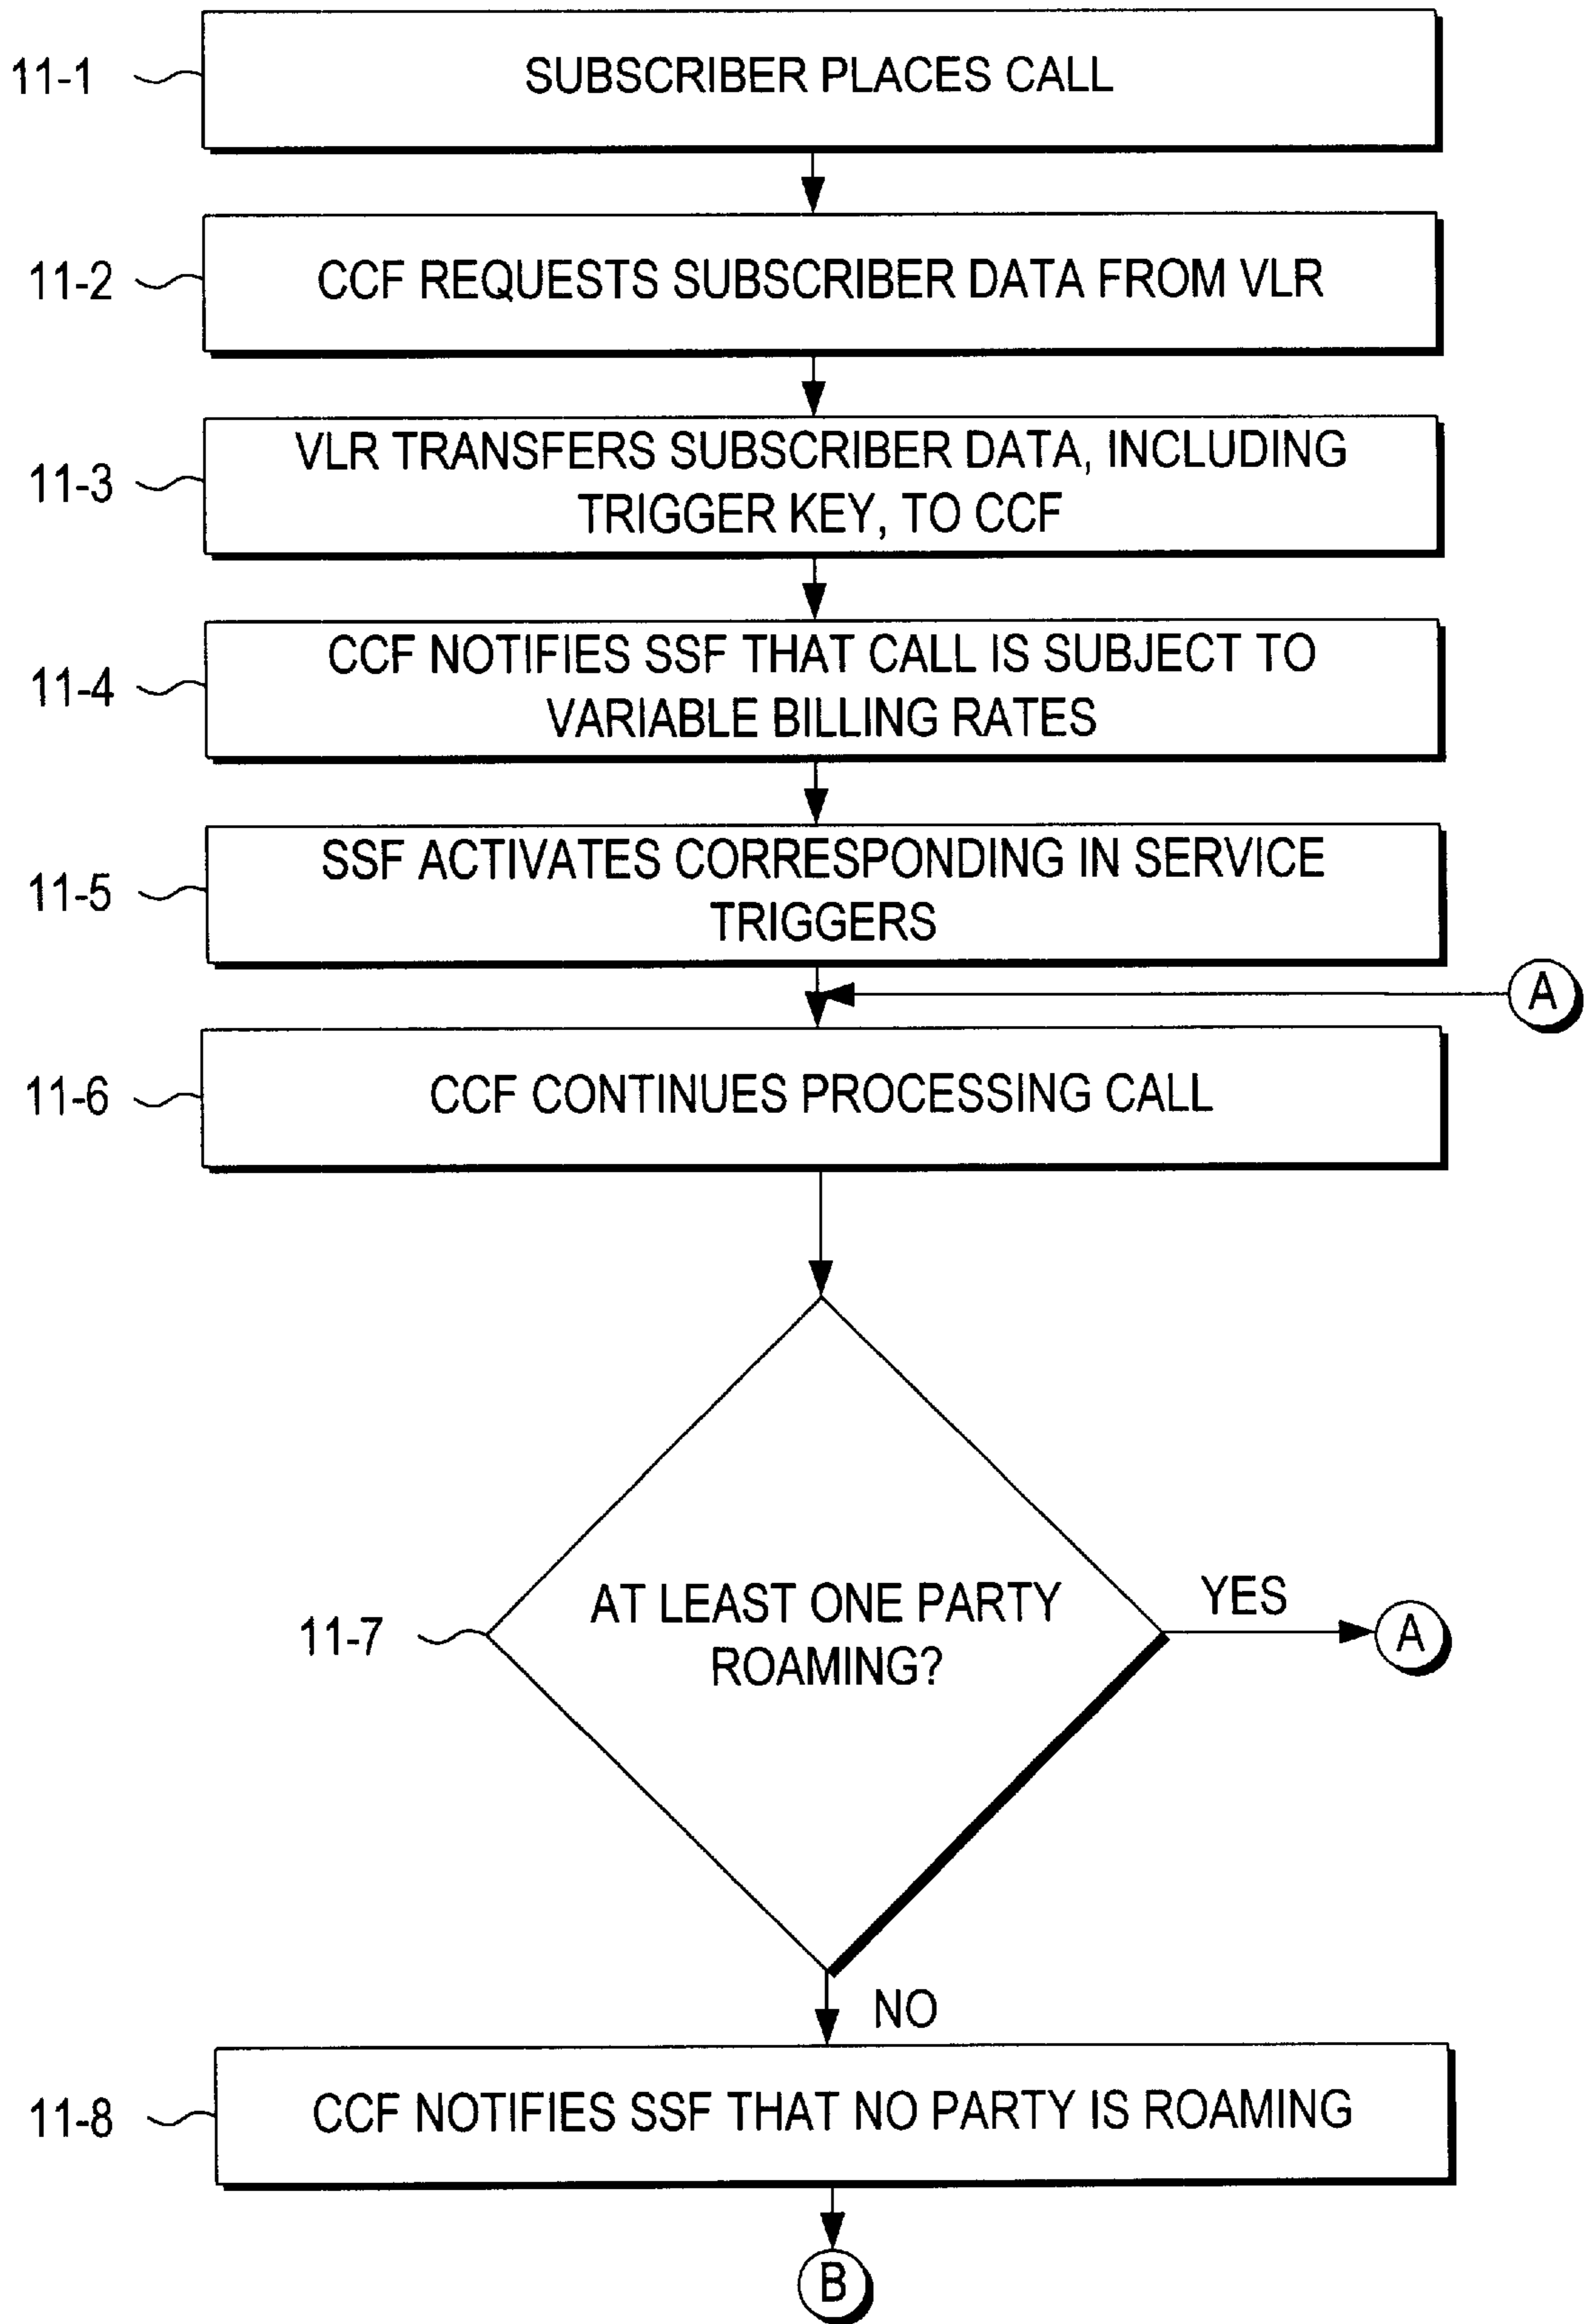 11-1
SUBSCRIBER PLACES CALL
11-2
CCF REQUESTS SUBSCRIBER DATA FROM VLR
11-3
VLR TRANSFERS SUBSCRIBER DATA, INCLUDING
TRIGGER KEY, TO CCF
11-4
CCF NOTIFIES SSF THAT CALL IS SUBJECT TO
VARIABLE BILLING RATES
11-5
SSF ACTIVATES CORRESPONDING IN SERVICE
TRIGGERS
A
11-6
CCF CONTINUES PROCESSING CALL
11-7
AT LEAST ONE PARTY
ROAMING?
YES
A
NO
11-8
CCF NOTIFIES SSF THAT NO PARTY IS ROAMING
B